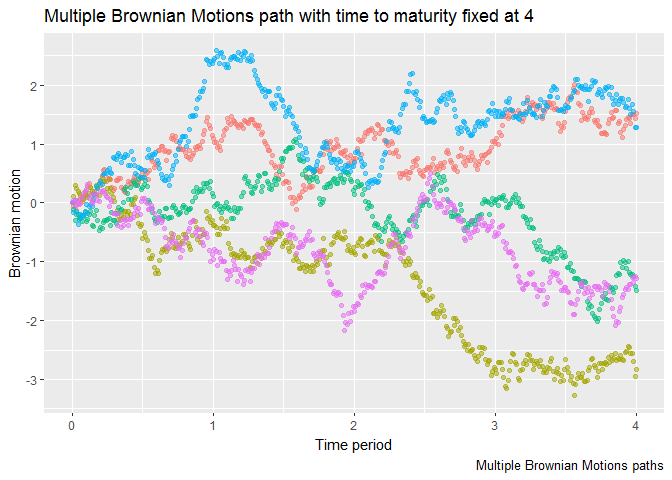 Multiple Brownian Motions path with time to maturity fixed at 4
Brownian motion
2
1
0
-1
-2
-3
0 1 2 3 4
Time period
Multiple Brownian Motions paths